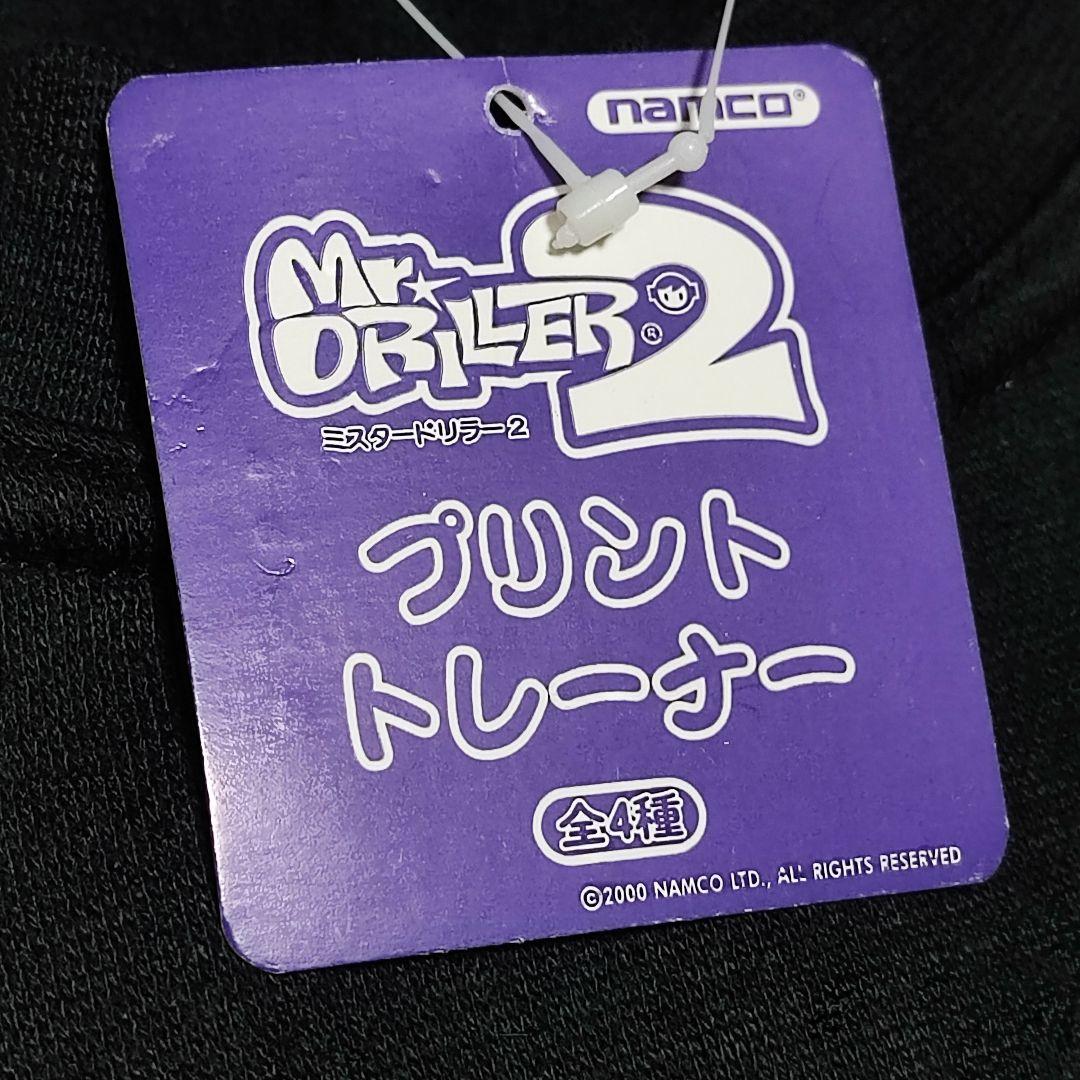 namco®
Mr. DRILLER® 2
ミスタードリラー2
プリント
トレーナー
全4種
©2000 NAMCO LTD., ALL RIGHTS RESERVED